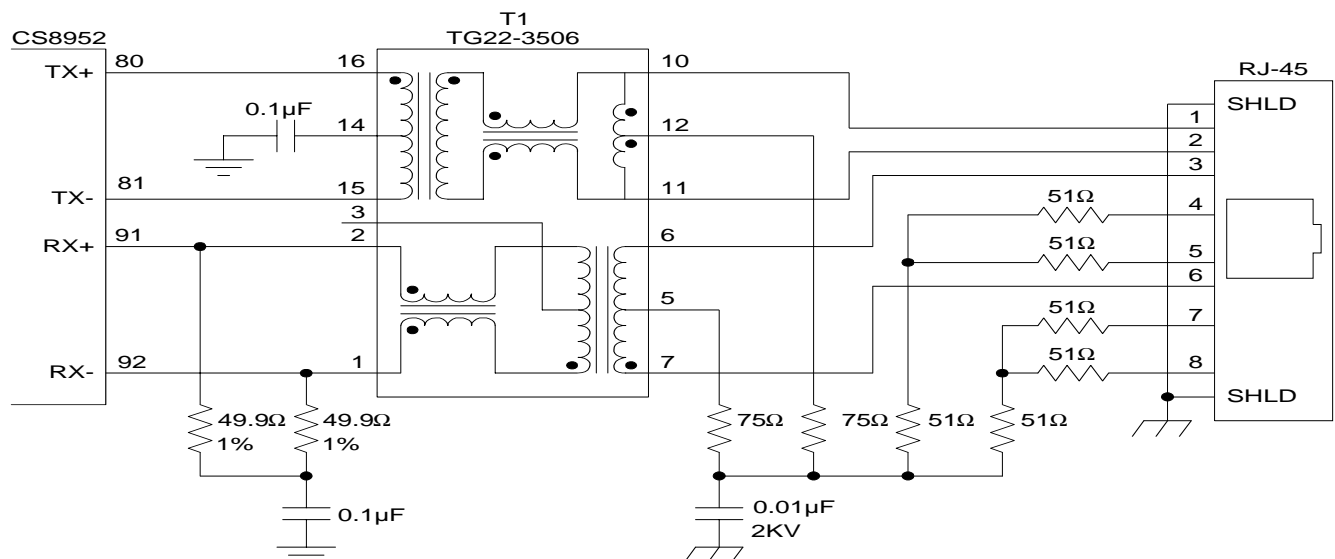 T1
CS8952
TG22-3506
RJ-45
TX+ 80 16 10
SHLD
0.1µF
1
14 12
2
81 15 11
TX-
3
3
51Ω 4
91 2 6
RX+
51Ω 5
6
5
51Ω 7
92 1 7
RX-
51Ω 8
SHLD
49.9Ω 49.9Ω 75Ω 75Ω 51Ω 51Ω
1% 1%
0.1µF
0.01µF
2KV